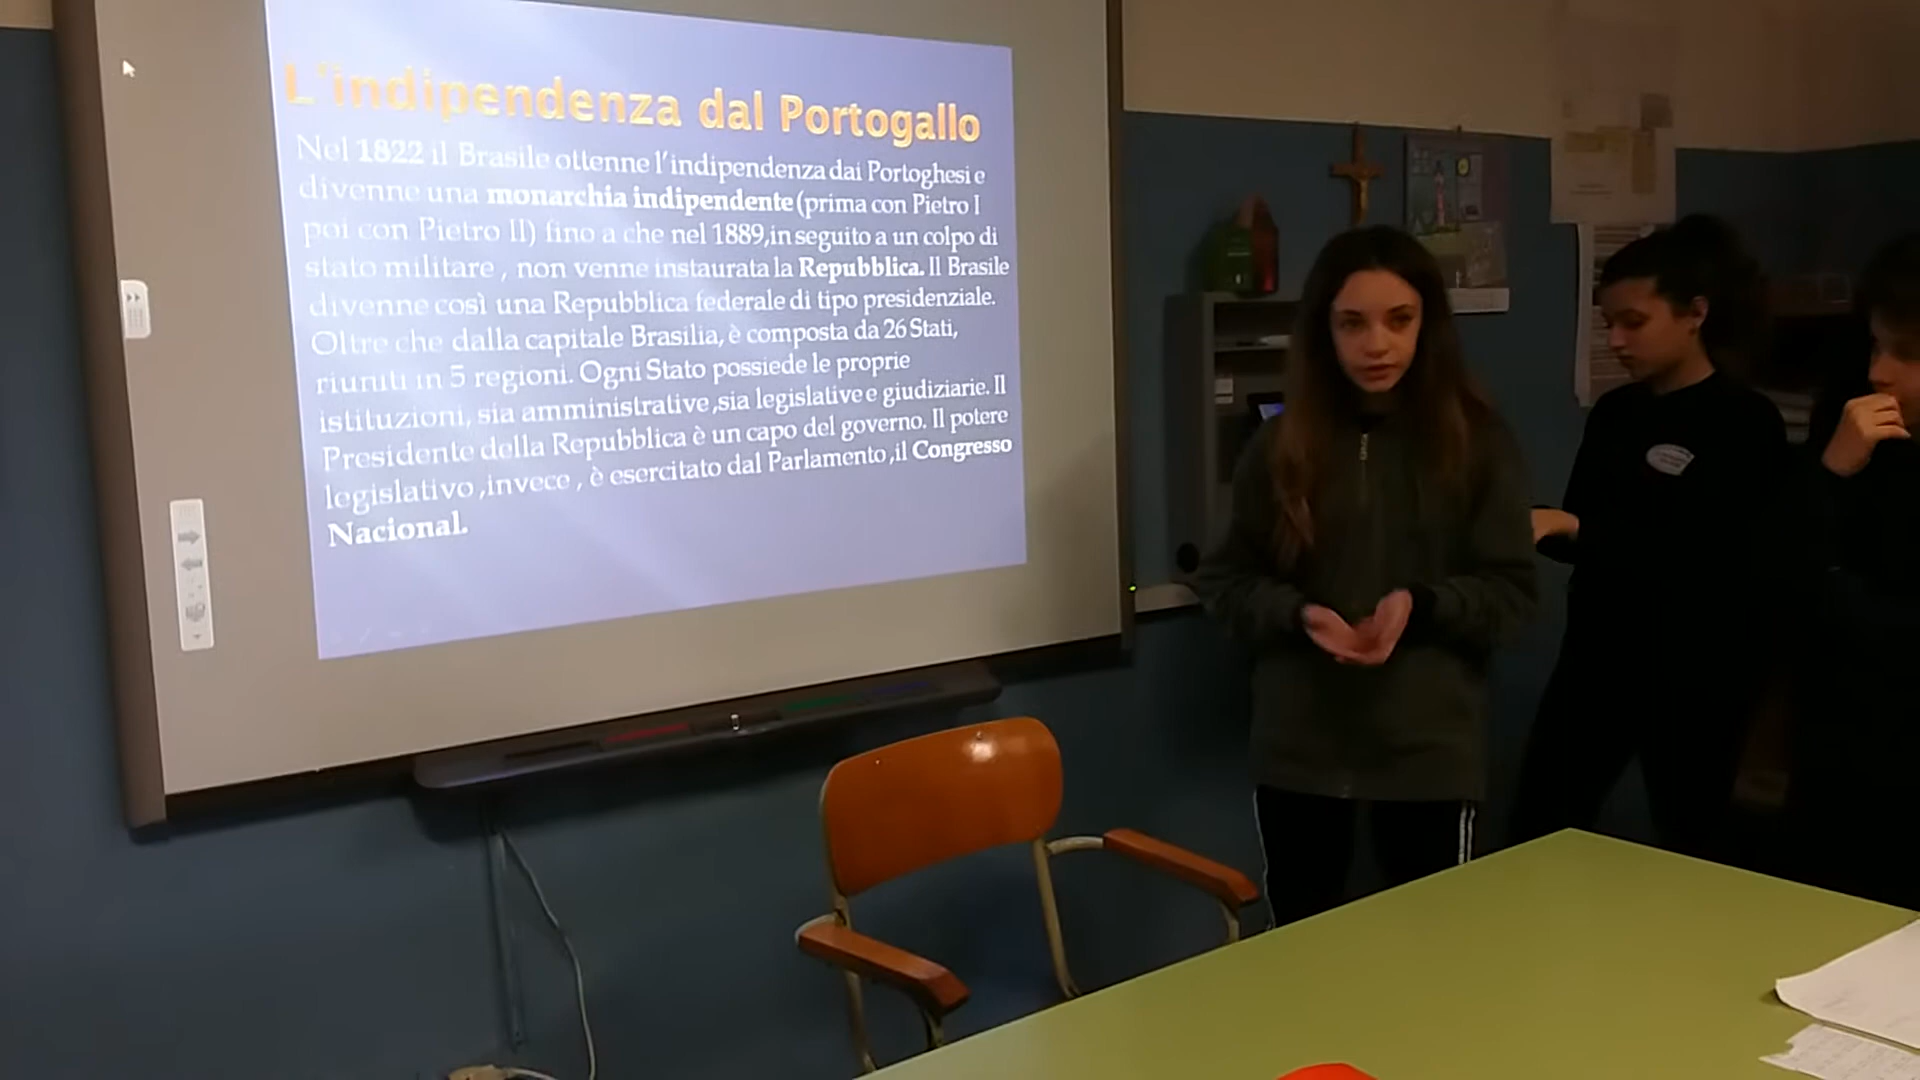 L'indipendenza dal Portogallo
Nel 1822 il Brasile ottenne l'indipendenza dai Portoghesi e
divenne una monarchia indipendente (prima con Pietro I
poi con Pietro II) fino a che nel 1889,in seguito a un colpo di
stato militare , non venne instaurata la Repubblica. Il Brasile
divenne così una Repubblica federale di tipo presidenziale.
Oltre che dalla capitale Brasilia, è composta da 26 Stati,
riuniti in 5 regioni. Ogni Stato possiede le proprie
istituzioni, sia amministrative ,sia legislative e giudiziarie. Il
Presidente della Repubblica è un capo del governo. Il potere
legislativo ,invece , è esercitato dal Parlamento ,il Congresso
Nacional.